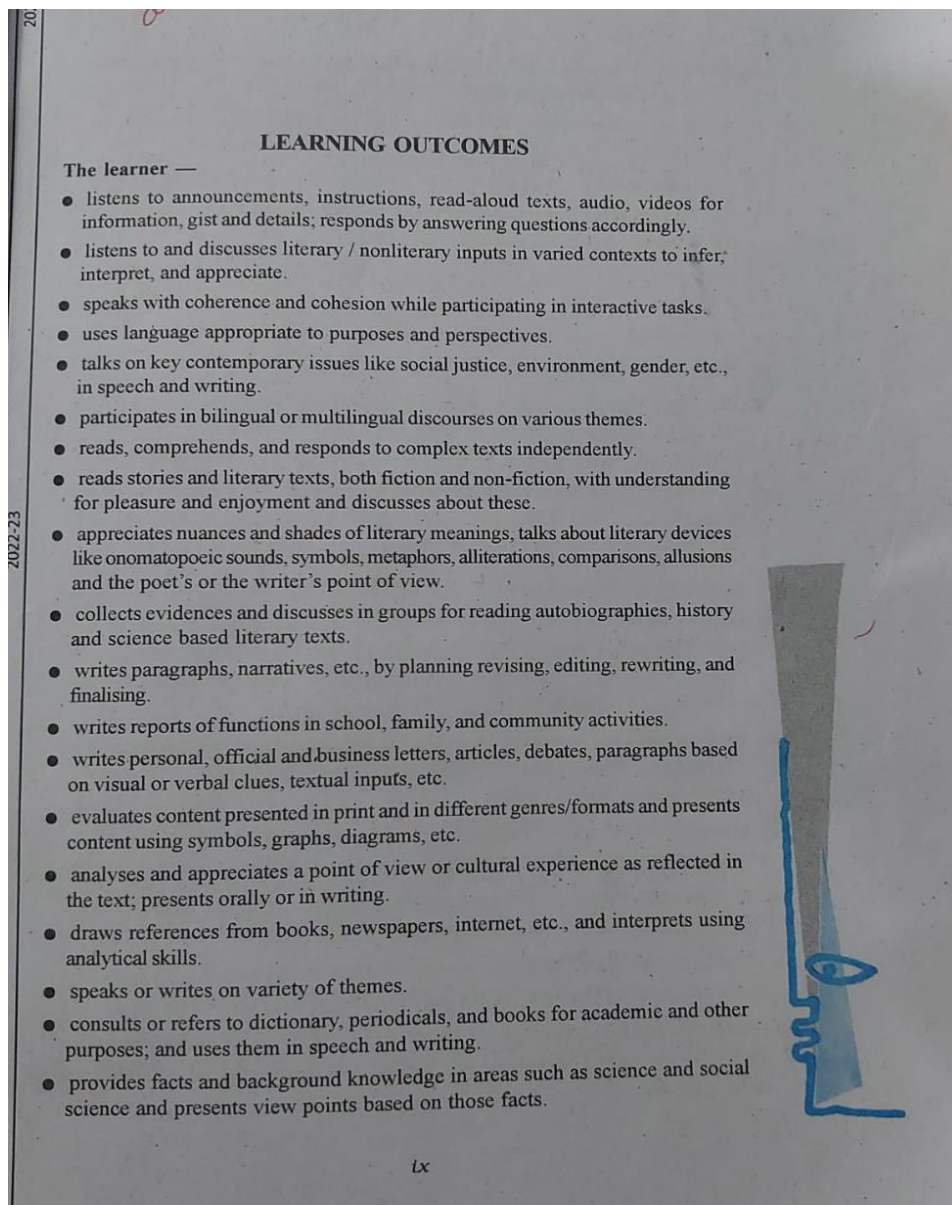 202
LEARNING OUTCOMES
The learner —
● listens to announcements, instructions, read-aloud texts, audio, videos for
information, gist and details; responds by answering questions accordingly.
● listens to and discusses literary / nonliterary inputs in varied contexts to infer,
interpret, and appreciate.
● speaks with coherence and cohesion while participating in interactive tasks.
● uses language appropriate to purposes and perspectives.
● talks on key contemporary issues like social justice, environment, gender, etc.,
in speech and writing.
● participates in bilingual or multilingual discourses on various themes.
● reads, comprehends, and responds to complex texts independently.
● reads stories and literary texts, both fiction and non-fiction, with understanding
for pleasure and enjoyment and discusses about these.
● appreciates nuances and shades of literary meanings, talks about literary devices
like onomatopoeic sounds, symbols, metaphors, alliterations, comparisons, allusions
and the poet's or the writer's point of view.
● collects evidences and discusses in groups for reading autobiographies, history
and science based literary texts.
● writes paragraphs, narratives, etc., by planning revising, editing, rewriting, and
finalising.
● writes reports of functions in school, family, and community activities.
● writes personal, official and business letters, articles, debates, paragraphs based
on visual or verbal clues, textual inputs, etc.
● evaluates content presented in print and in different genres/formats and presents
content using symbols, graphs, diagrams, etc.
● analyses and appreciates a point of view or cultural experience as reflected in
the text; presents orally or in writing.
● draws references from books, newspapers, internet, etc., and interprets using
analytical skills.
● speaks or writes on variety of themes.
● consults or refers to dictionary, periodicals, and books for academic and other
purposes; and uses them in speech and writing.
● provides facts and background knowledge in areas such as science and social
science and presents view points based on those facts.
2022-23
ix